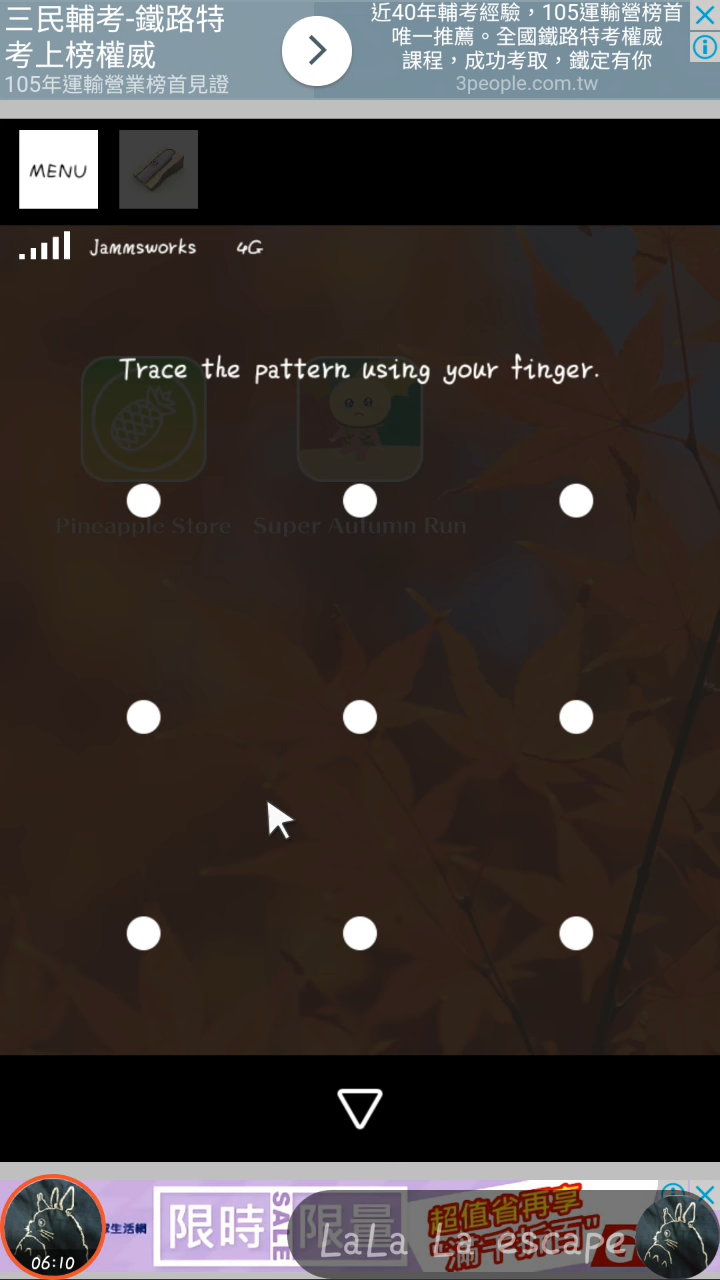 三民輔考-鐵路特
考上榜權威
105年運輸營業榜首見證
近40年輔考經驗，105運輸營榜首
唯一推薦。全國鐵路特考權威
課程，成功考取，鐵定有你
3people.com.tw
MENU
Jammsworks 4G
Trace the pattern using your finger.
Pineapple Store Super Autumn Run
生活網
限時 SALE 限量
超值省再享
LaLa La escape
06:10